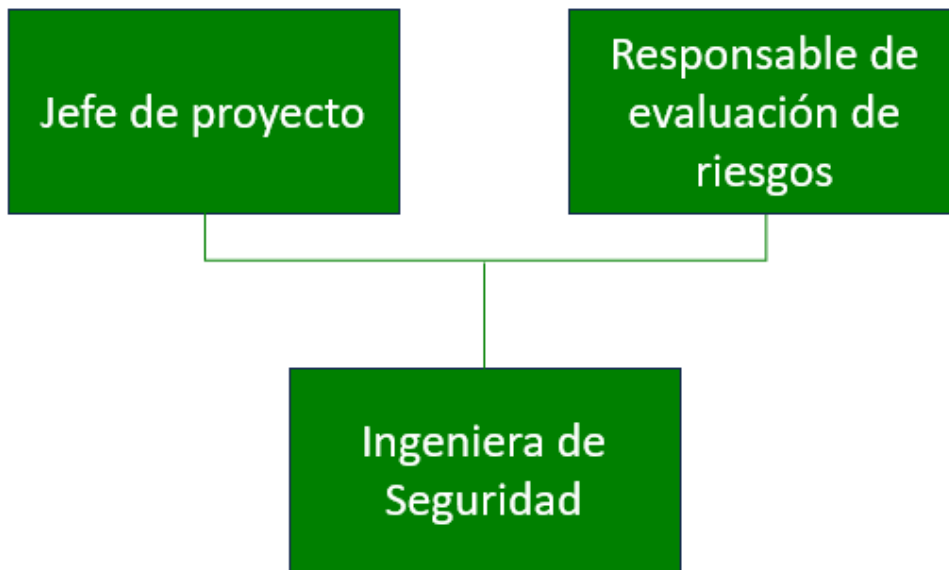 Jefe de proyecto
Responsable de
evaluación de
riesgos
Ingeniera de
Seguridad